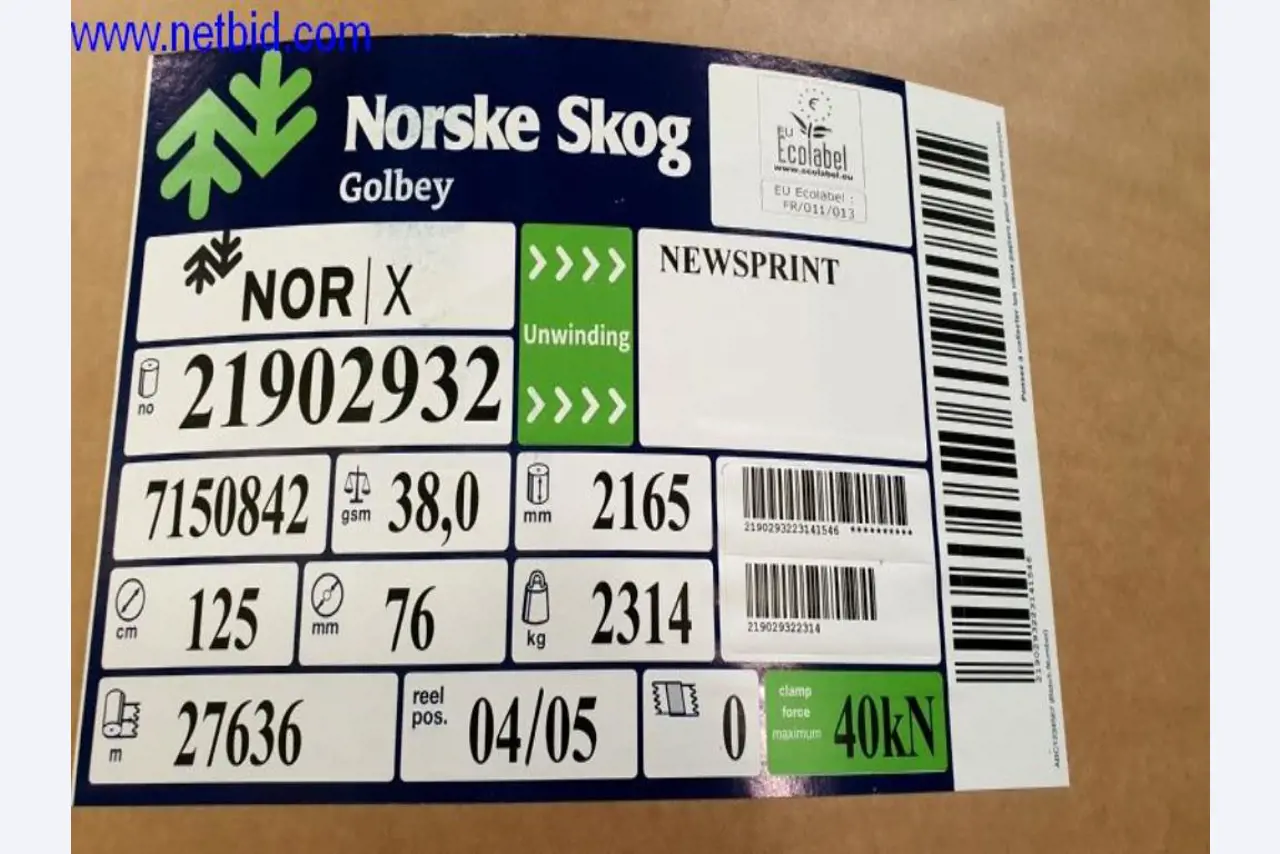 www.netbid.com
Norske Skog
Golbey
EU
Ecolabel
www.ecolabel.eu
EU Ecolabel :
FR/011/013
NOR|X
>>>>
Unwinding
>>>>
NEWSPRINT
no 21902932
7150842
gsm 38,0
mm 2165
2190293223141546 **********
cm 125
mm 76
kg 2314
219029322314
m 27636
reel
pos. 04/05
0
clamp
force
maximum
40kN
2190293223141546